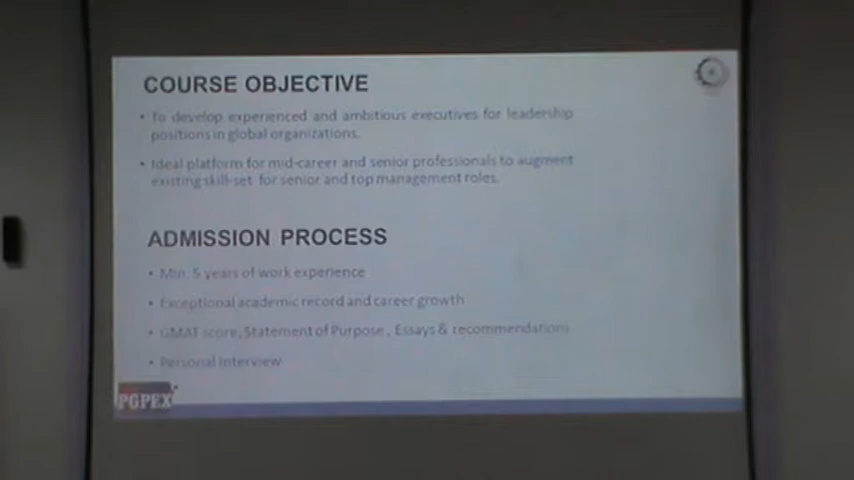 COURSE OBJECTIVE
• To develop experienced and ambitious executives for leadership
positions in global organizations.
• Ideal platform for mid-career and senior professionals to augment
existing skill-set for senior and top management roles.
ADMISSION PROCESS
• Min. 5 years of work experience
• Exceptional academic record and career growth
• GMAT score, Statement of Purpose , Essays & recommendations
• Personal Interview
PGPEX